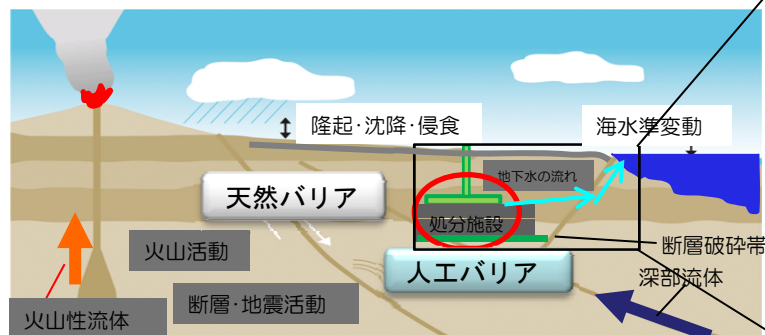 隆起・沈降・侵食
海水準変動
地下水の流れ
天然バリア
処分施設
火山活動
断層破砕帯
人工バリア
深部流体
断層・地震活動
火山性流体